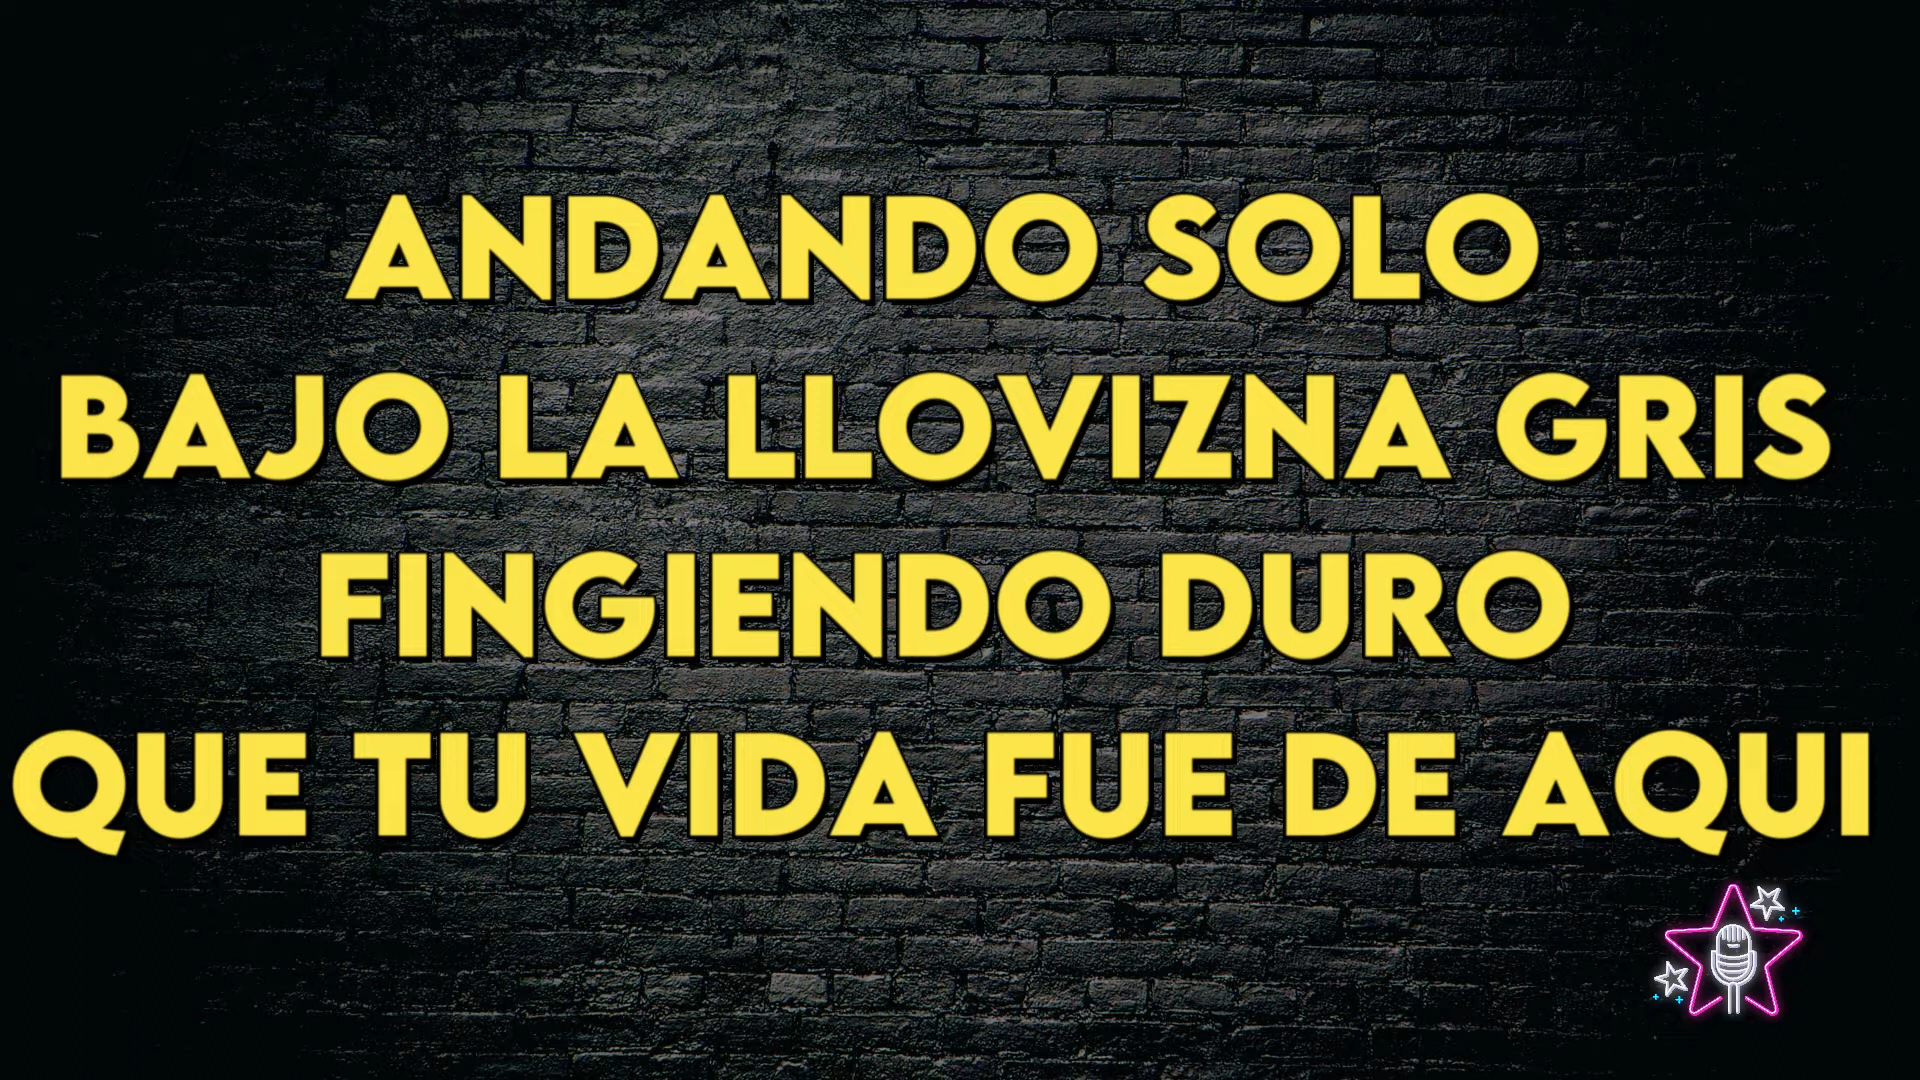 ANDANDO SOLO
BAJO LA LLOVIZNA GRIS
FINGIENDO DURO
QUE TU VIDA FUE DE AQUI